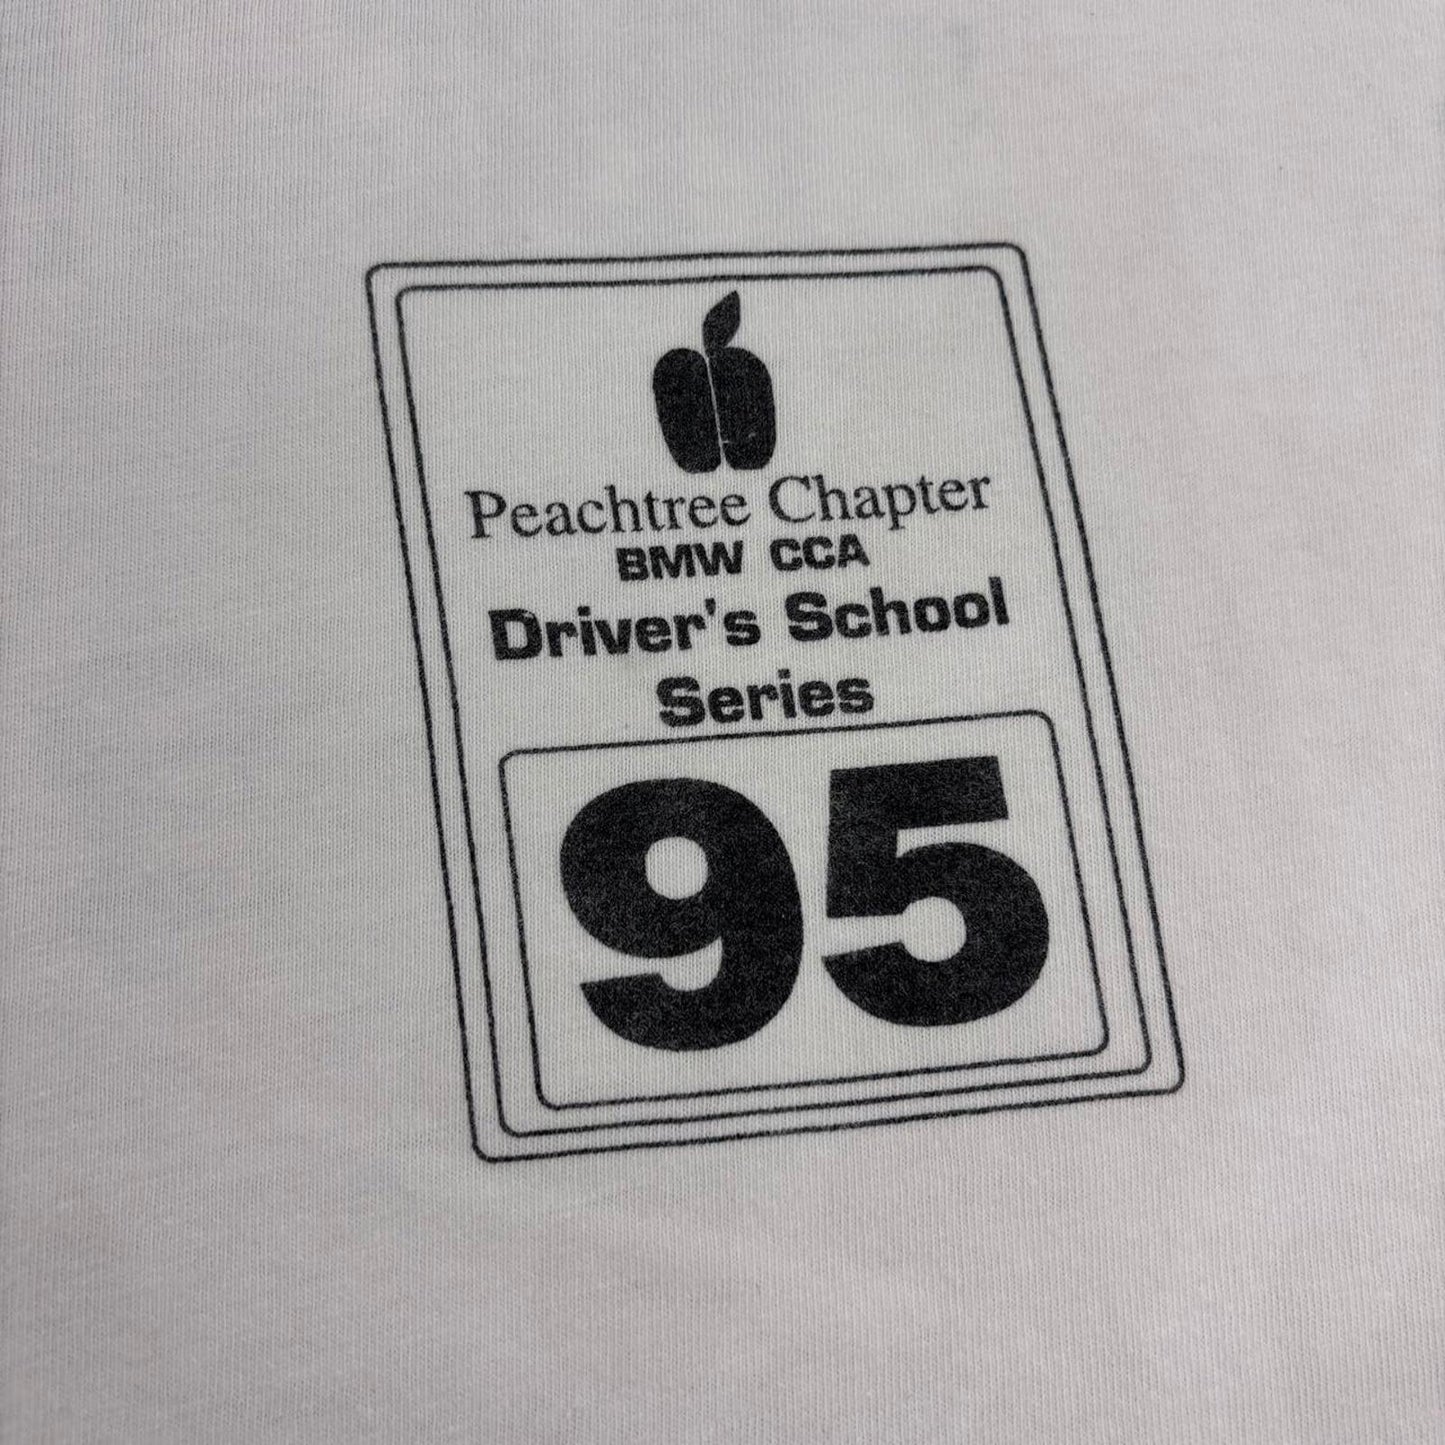 Peachtree Chapter
BMW CCA
Driver's School
Series
95